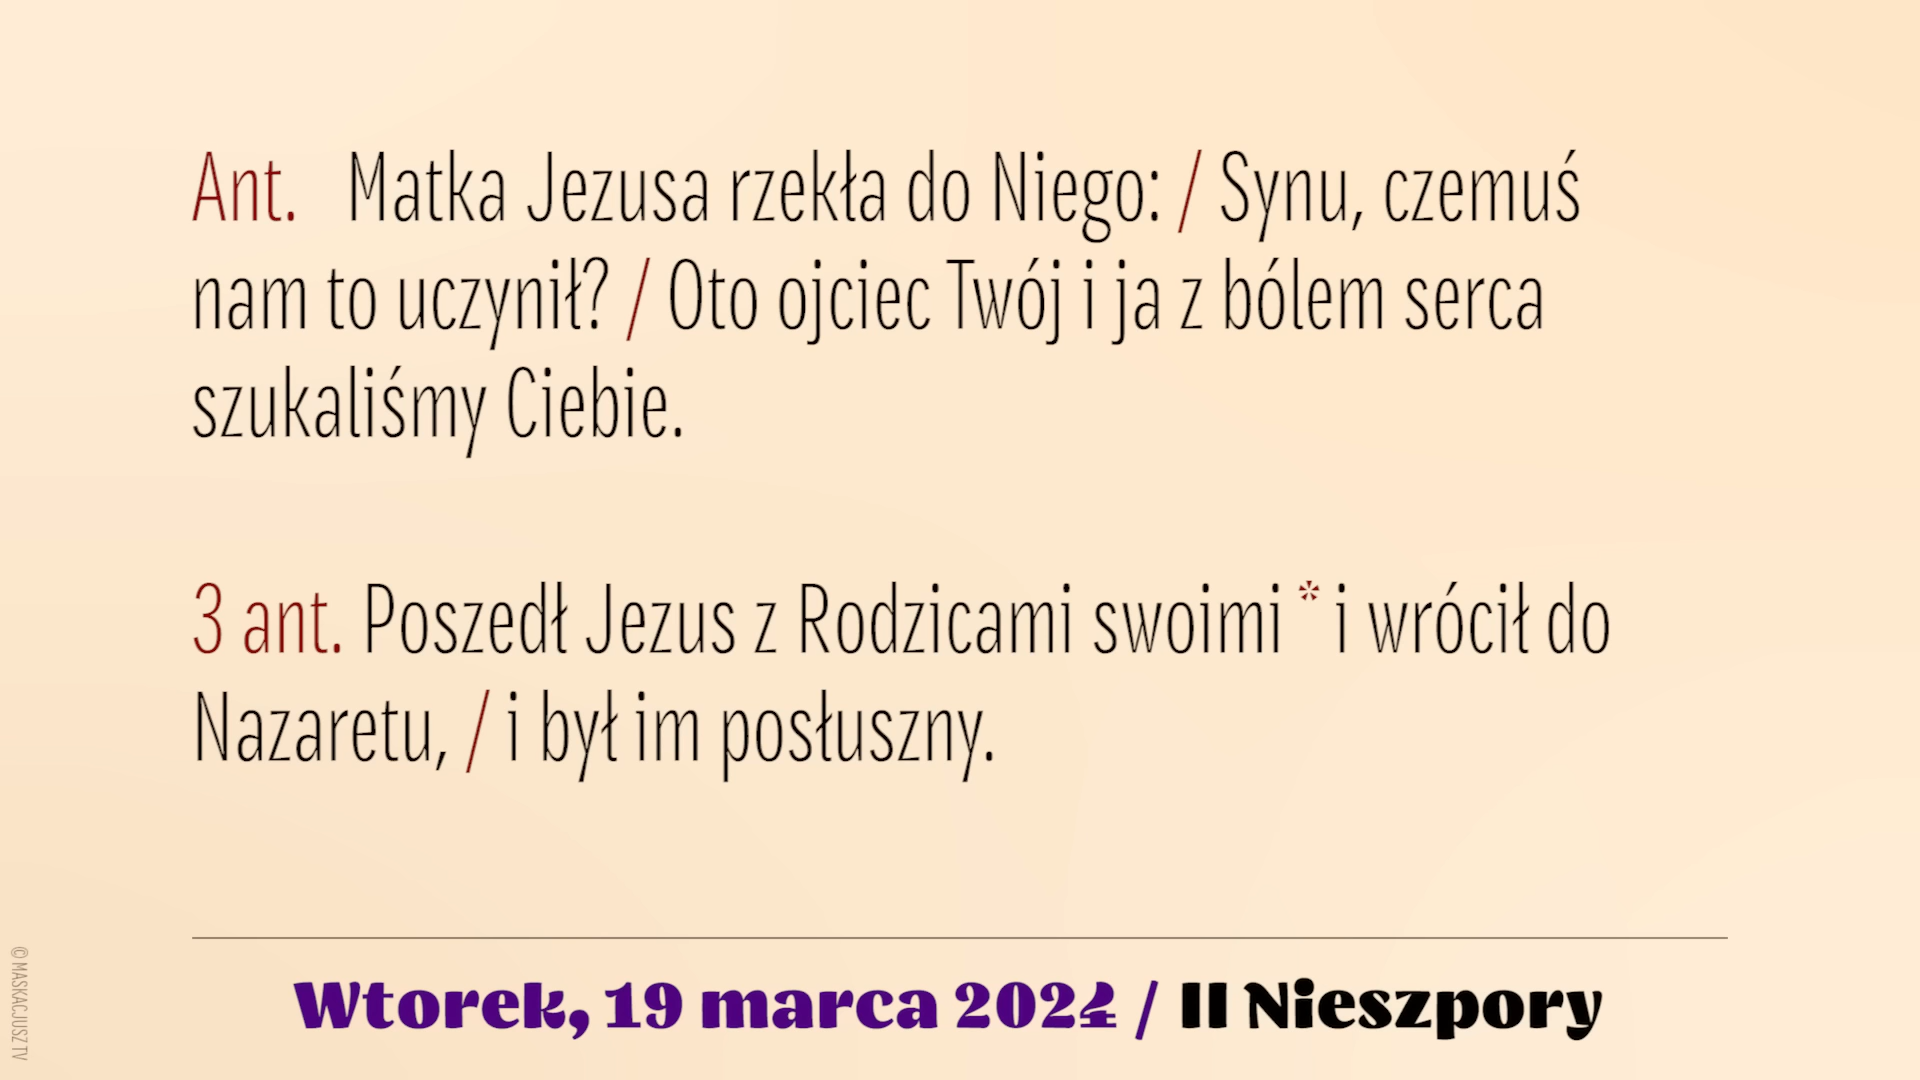 Ant. Matka Jezusa rzekła do Niego: / Synu, czemuś
nam to uczynił? / Oto ojciec Twój i ja z bólem serca
szukaliśmy Ciebie.
3 ant. Poszedł Jezus z Rodzicami swoimi * i wrócił do
Nazaretu, / i był im posłuszny.
Wtorek, 19 marca 2024 / II Nieszpory
© MASKACJUSZ TV